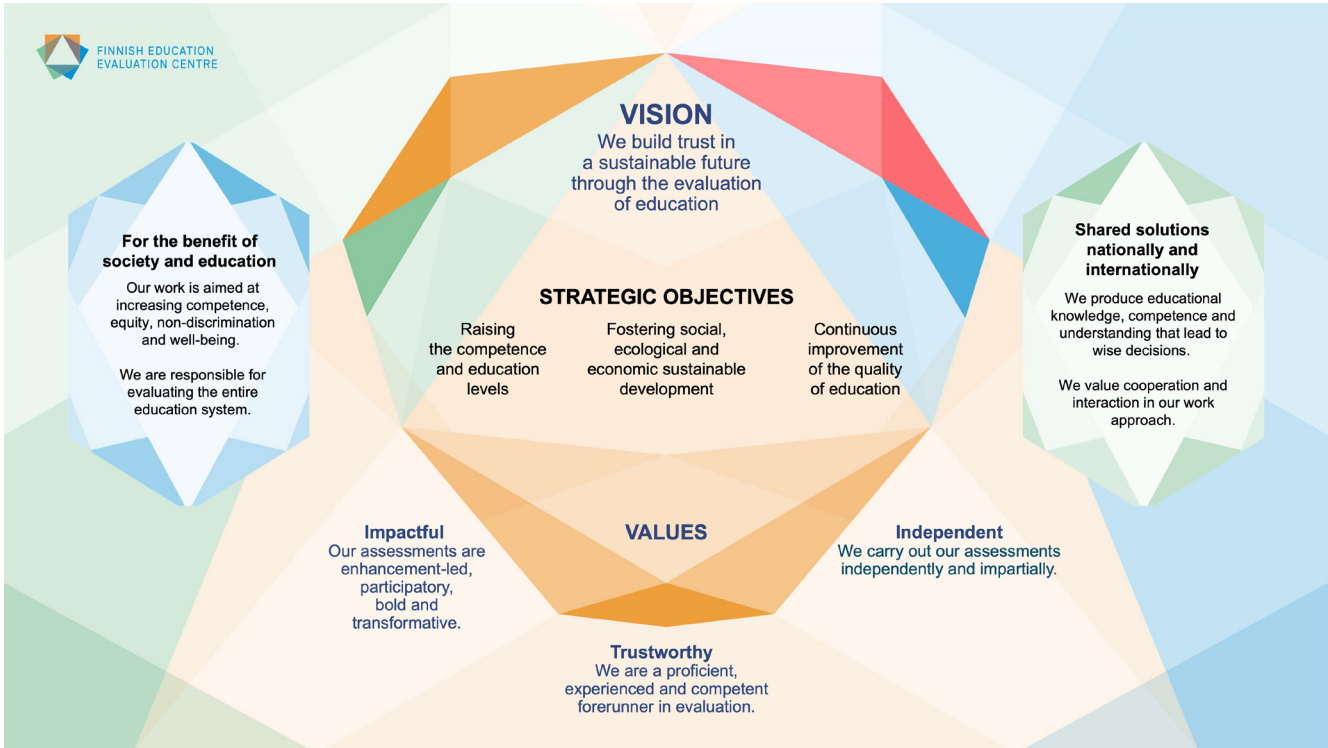 FINNISH EDUCATION
EVALUATION CENTRE
VISION
We build trust in
a sustainable future
through the evaluation
of education
For the benefit of
society and education
Our work is aimed at
increasing competence,
equity, non-discrimination
and well-being.
We are responsible for
evaluating the entire
education system.
STRATEGIC OBJECTIVES
Raising
the competence
and education
levels
Fostering social,
ecological and
economic sustainable
development
Continuous
improvement
of the quality
of education
Shared solutions
nationally and
internationally
We produce educational
knowledge, competence and
understanding that lead to
wise decisions.
We value cooperation and
interaction in our work
approach.
VALUES
Impactful
Our assessments are
enhancement-led,
participatory,
bold and
transformative.
Trustworthy
We are a proficient,
experienced and competent
forerunner in evaluation.
Independent
We carry out our assessments
independently and impartially.